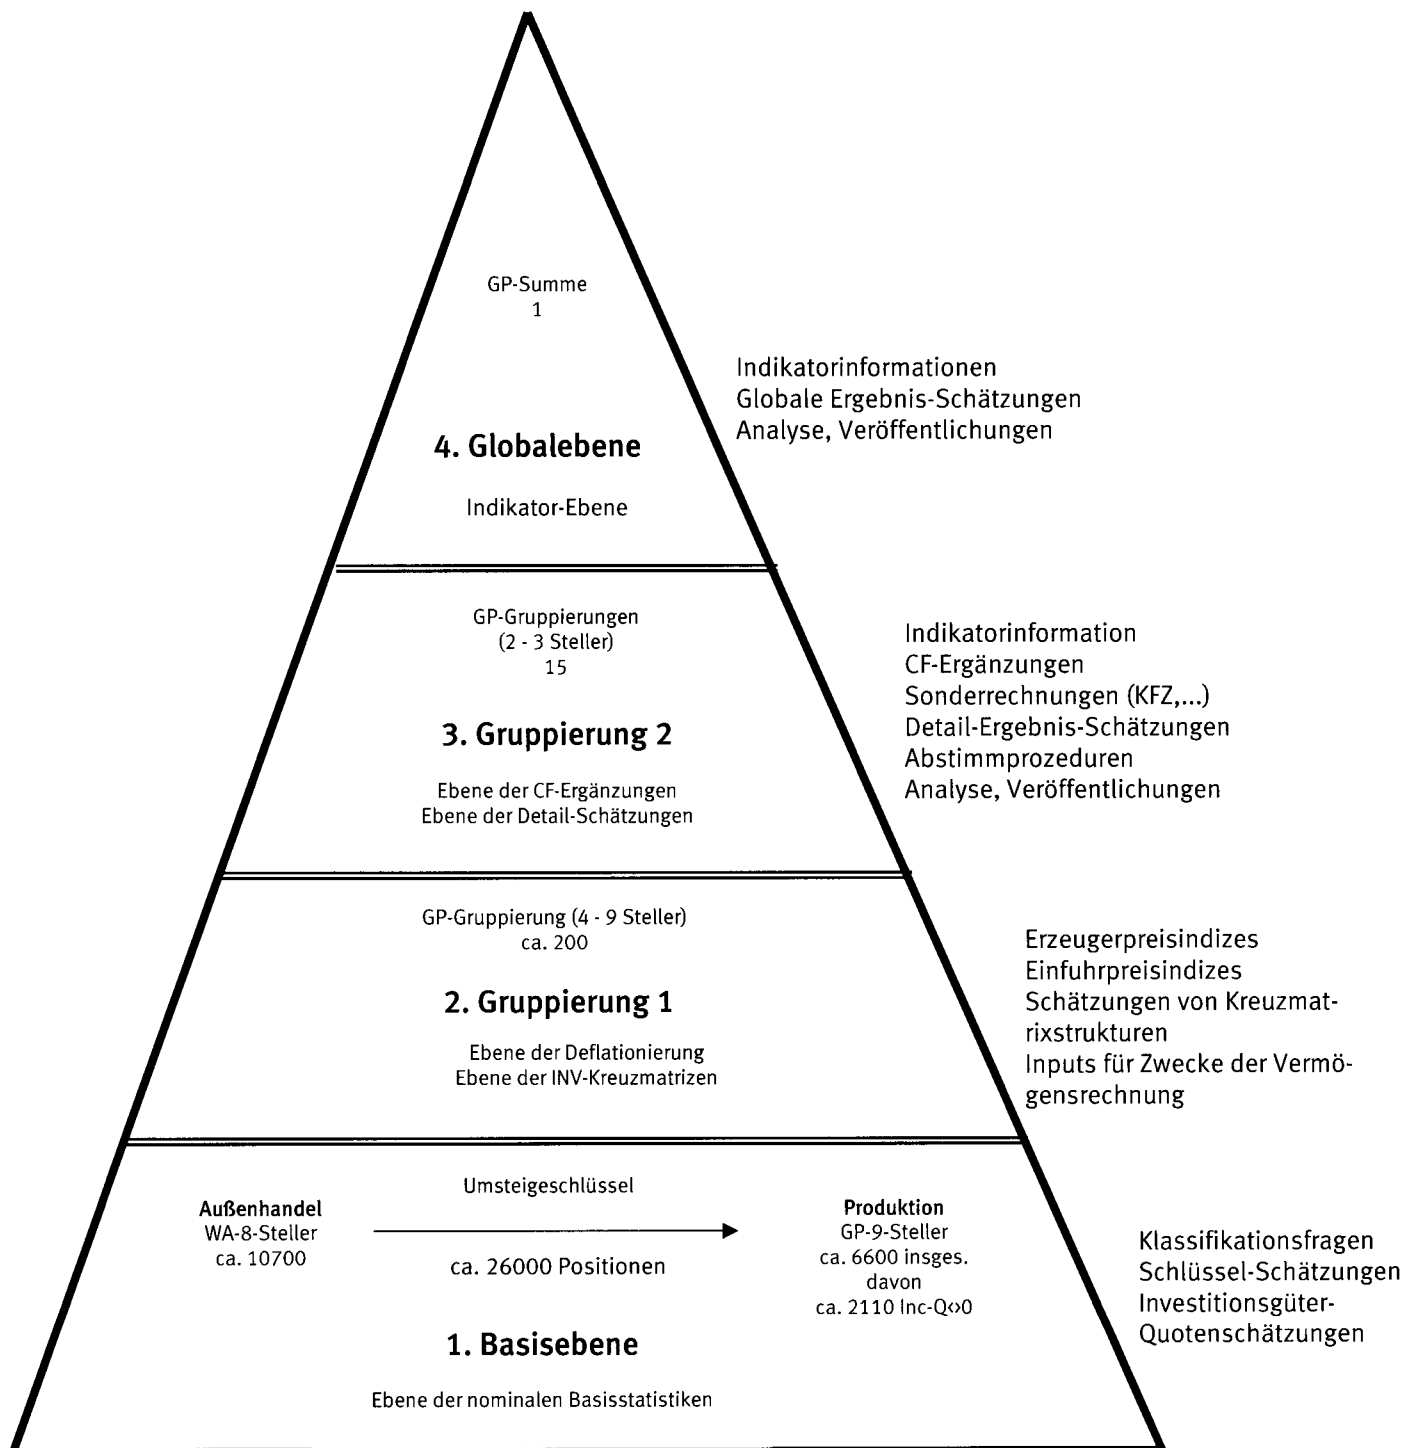 GP-Summe
1
4. Globalebene
Indikator-Ebene
Indikatorinformationen
Globale Ergebnis-Schätzungen
Analyse, Veröffentlichungen
GP-Gruppierungen
(2 - 3 Steller)
15
3. Gruppierung 2
Ebene der CF-Ergänzungen
Ebene der Detail-Schätzungen
Indikatorinformation
CF-Ergänzungen
Sonderrechnungen (KFZ,...)
Detail-Ergebnis-Schätzungen
Abstimmprozeduren
Analyse, Veröffentlichungen
GP-Gruppierung (4 - 9 Steller)
ca. 200
2. Gruppierung 1
Ebene der Deflationierung
Ebene der INV-Kreuzmatrizen
Erzeugerpreisindizes
Einfuhrpreisindizes
Schätzungen von Kreuzmat-
rixstrukturen
Inputs für Zwecke der Vermö-
gensrechnung
Außenhandel
WA-8-Steller
ca. 10700
Umsteigeschlüssel
ca. 26000 Positionen
Produktion
GP-9-Steller
ca. 6600 insges.
davon
ca. 2110 Inc-Q<>0
1. Basisebene
Ebene der nominalen Basisstatistiken
Klassifikationsfragen
Schlüssel-Schätzungen
Investitionsgüter-
Quotenschätzungen